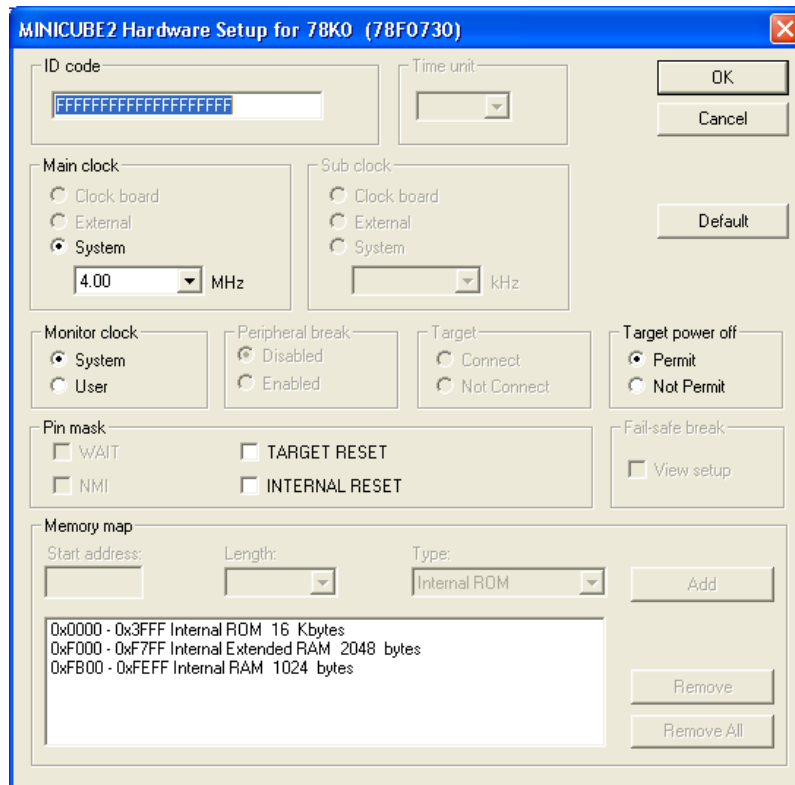 MINICUBE2 Hardware Setup for 78K0 (78F0730)
ID code
FFFFFFFFFFFFFFFFFFFF
Time unit
OK
Cancel
Main clock
Clock board
External
System
4.00 MHz
Sub clock
Clock board
External
System
kHz
Default
Monitor clock
System
User
Peripheral break
Disabled
Enabled
Target
Connect
Not Connect
Target power off
Permit
Not Permit
Pin mask
WAIT
TARGET RESET
NMI
INTERNAL RESET
Fail-safe break
View setup
Memory map
Start address:
Length:
Type:
Internal ROM
Add
0x0000 - 0x3FFF Internal ROM 16 Kbytes
0xF000 - 0xF7FF Internal Extended RAM 2048 bytes
0xFB00 - 0xFEFF Internal RAM 1024 bytes
Remove
Remove All